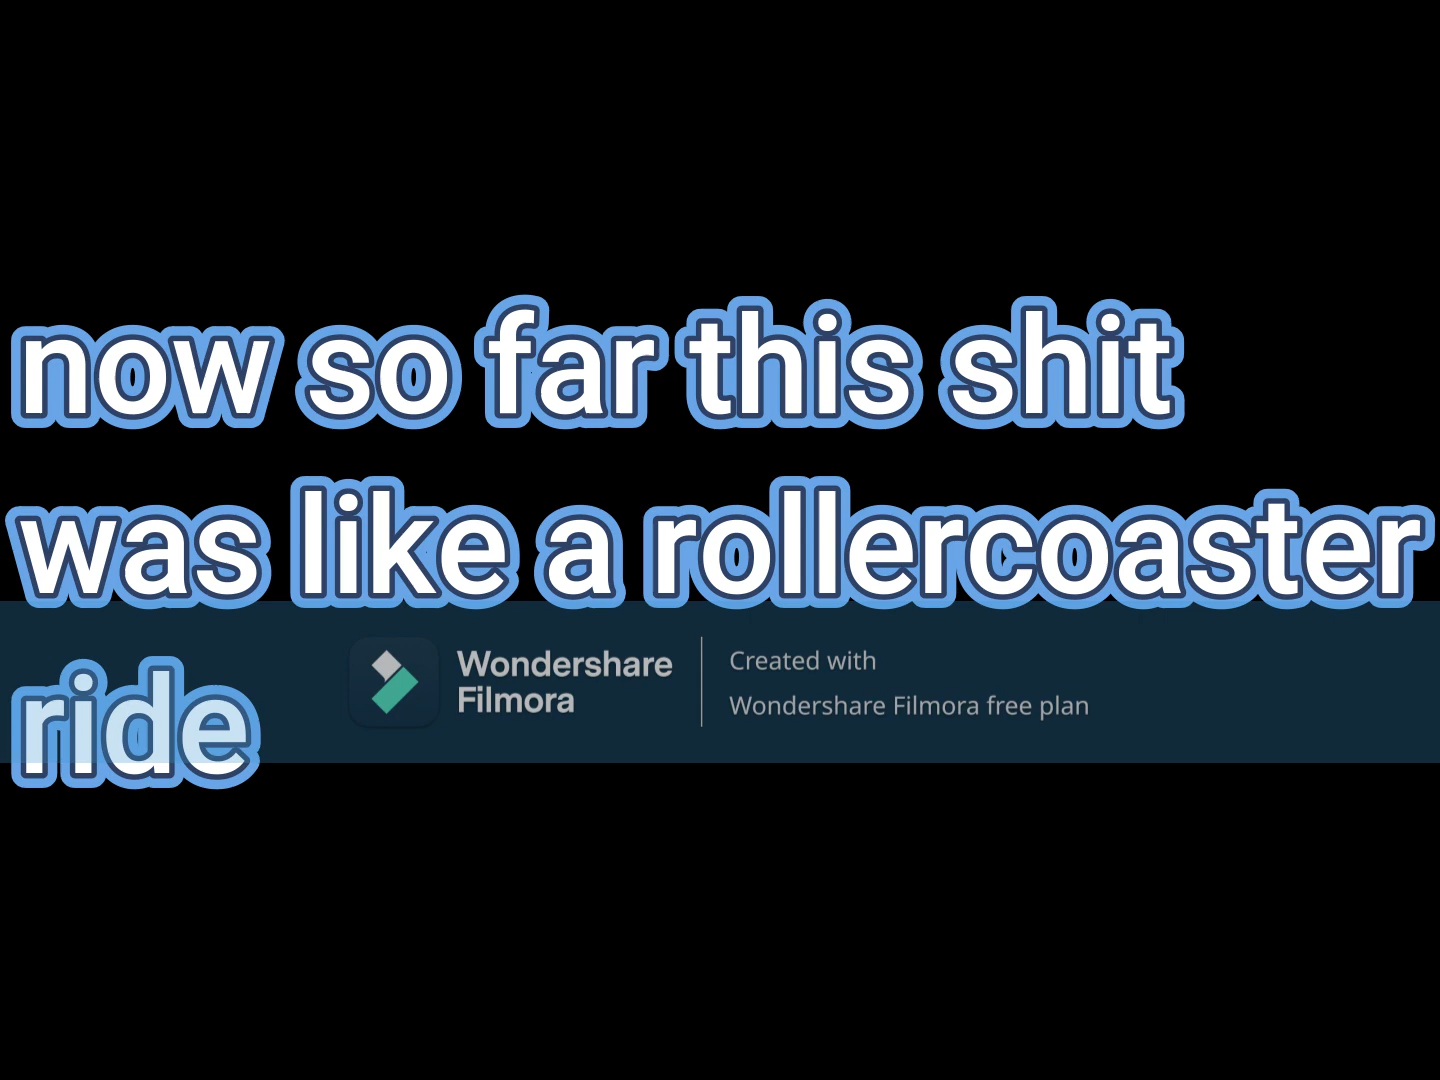 now so far this shit
was like a rollercoaster
ride
Wondershare
Filmora
Created with
Wondershare Filmora free plan